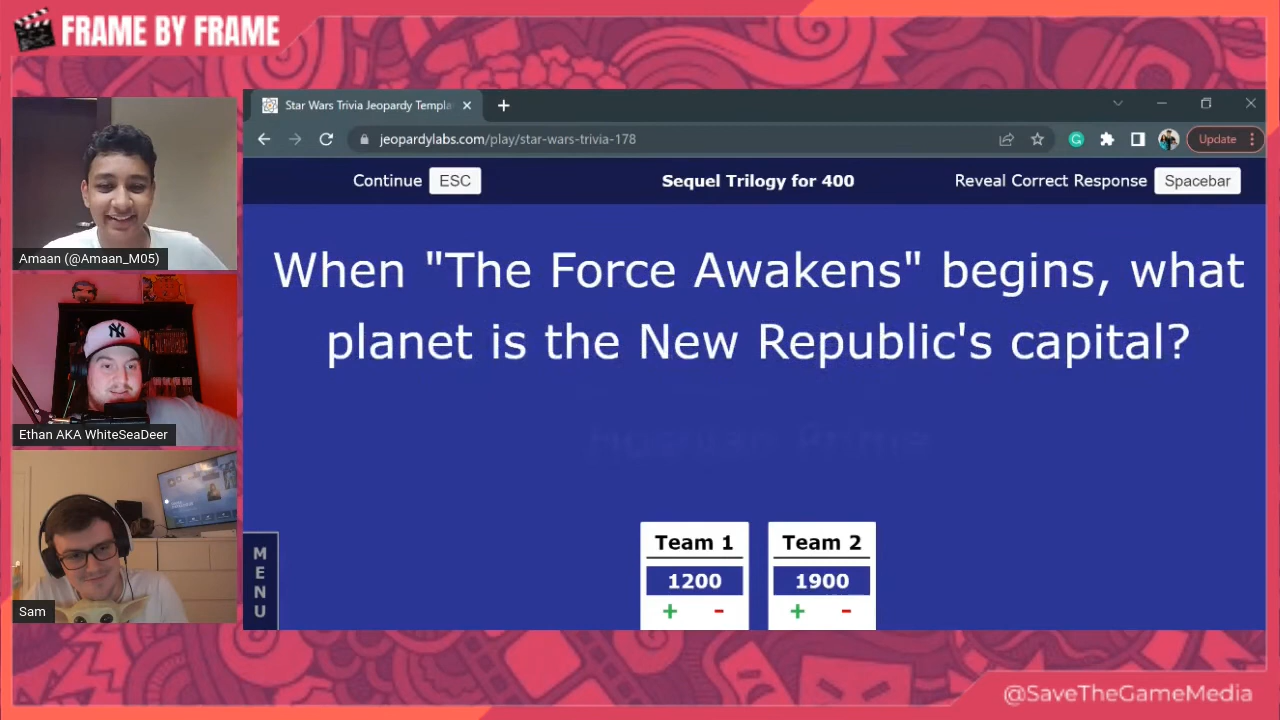 FRAME BY FRAME
Star Wars Trivia Jeopardy Templa
jeopardylabs.com/play/star-wars-trivia-178
Update
Continue ESC
Sequel Trilogy for 400
Reveal Correct Response Spacebar
When "The Force Awakens" begins, what
planet is the New Republic's capital?
Hosnian Prime
MENU
Team 1
1200
+ -
Team 2
1900
+ -
Amaan (@Amaan_M05)
Ethan AKA WhiteSeaDeer
Sam
@SaveTheGameMedia